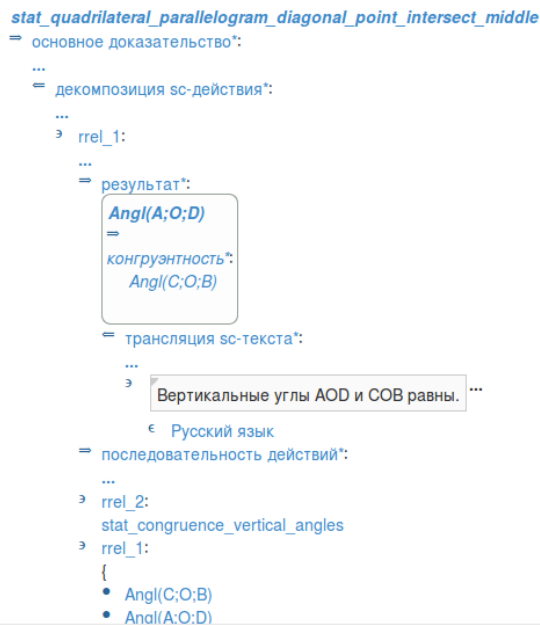 stat_quadrilateral_parallelogram_diagonal_point_intersect_middle
⇒ основное доказательство*:
...
⇐ декомпозиция sc-действия*:
...
∍ rrel_1:
...
⇒ результат*:
Angl(A;O;D)
⇒
конгруэнтность*:
Angl(C;O;B)
⇐ трансляция sc-текста*:
...
∍ Вертикальные углы AOD и COB равны. ...
ϵ Русский язык
⇒ последовательность действий*:
...
∍ rrel_2:
stat_congruence_vertical_angles
∍ rrel_1:
{
• Angl(C;O;B)
• Angl(A;O;D)